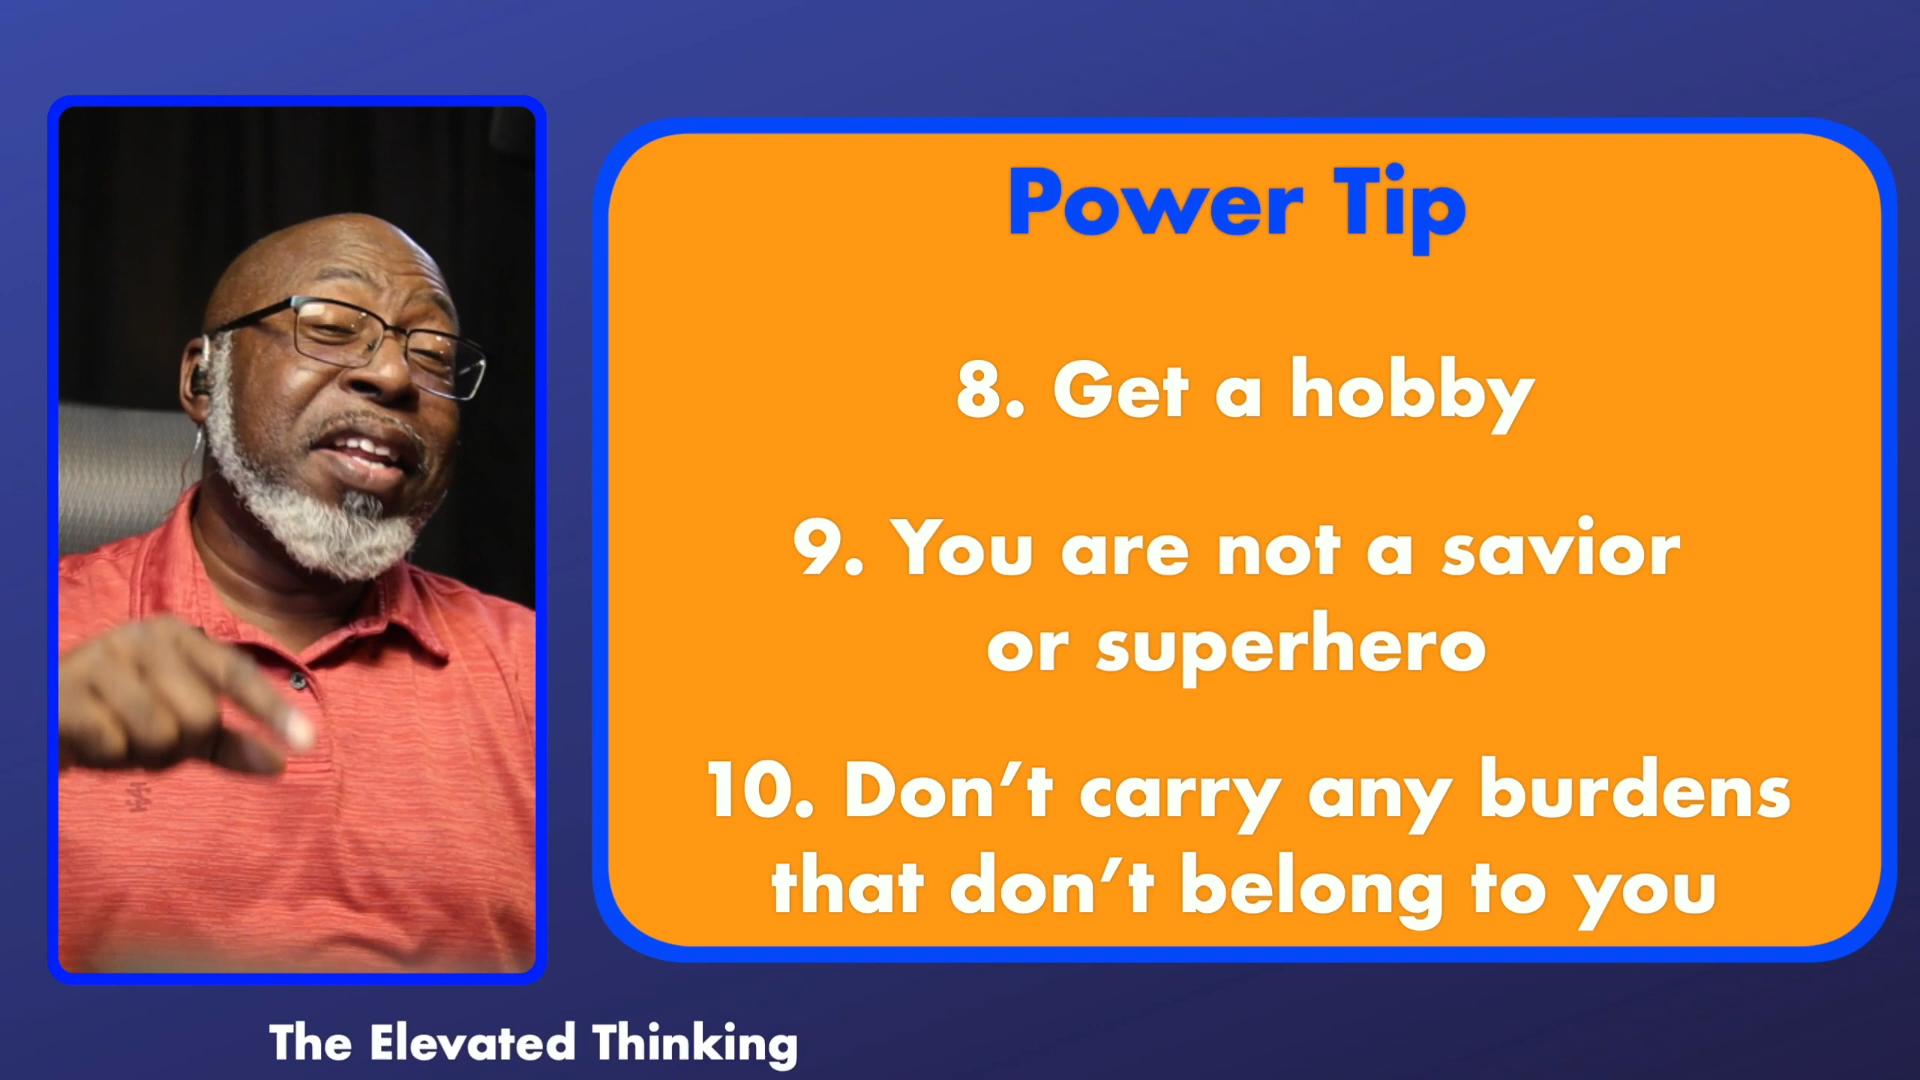 Power Tip
8. Get a hobby
9. You are not a savior
or superhero
10. Don’t carry any burdens
that don’t belong to you
The Elevated Thinking